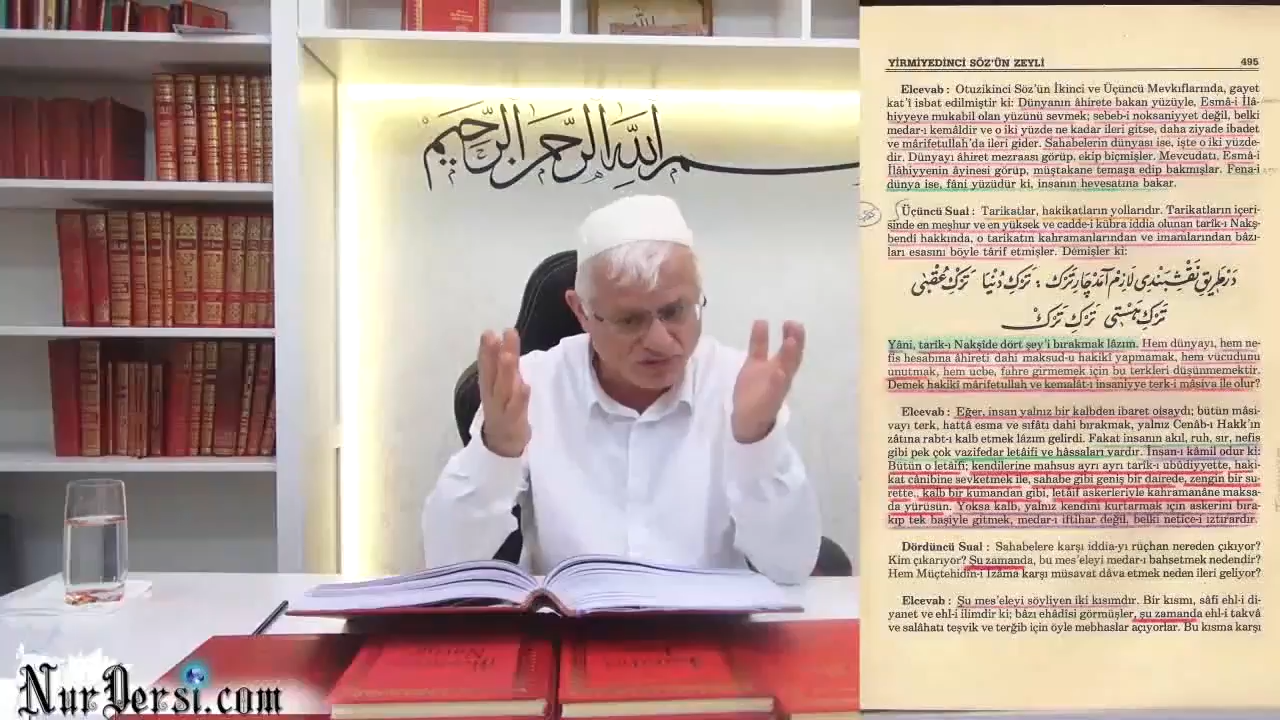 بسم الله الرحمن الرحيم
YİRMİYEDİNCİ SÖZ'ÜN ZEYLİ 495
Elcevab : Otuzikinci Söz'ün İkinci ve Üçüncü Mevkıflarında, gayet
kat'î isbat edilmiştir ki: Dünyanın âhirete bakan yüzüyle, Esmâ-i İlâ-
hiyyeye mukabil olan yüzünü sevmek; sebeb-i noksaniyyet değil, belki
medar-ı kemâldir ve o iki yüzde ne kadar ileri gitse, daha ziyade ibadet
ve mârifetullah'da ileri gider. Sahabelerin dünyası ise, işte o iki yüzde-
dir. Dünyayı âhiret mezraası görüp, ekip biçmişler. Mevcudatı, Esmâ-i
İlâhiyyenin âyinesi görüp, müştakane temaşa edip bakmışlar. Fena-i
dünya ise, fâni yüzüdür ki, insanın hevesatına bakar.
Üçüncü Sual : Tarikatlar, hakikatların yollarıdır. Tarikatların içeri-
sinde en meşhur ve en yüksek ve cadde-i kübra iddia olunan tarîk-ı Nakş-
bendî hakkında, o tarikatın kahramanlarından ve imamlarından bâzı-
ları esasını böyle târif etmişler. Demişler ki:
دَرْ طَرِيقِ نَقْشِبَنْدِى لَازِمْ آمَدْ چَارِ تَرْكْ : تَرْكِ دُنْيَا تَرْكِ عُقْبٰى
تَرْكِ هَسْتِى تَرْكِ تَرْكْ
Yâni, tarîk-ı Nakşîde dört şey'i bırakmak lâzım. Hem dünyayı, hem ne-
fis hesabına âhireti dahi maksud-u hakikî yapmamak, hem vücudunu
unutmak, hem ucbe, fahre girmemek için bu terkleri düşünmemektir.
Demek hakikî mârifetullah ve kemalât-ı insaniyye terk-i mâsiva ile olur?
Elcevab : Eğer, insan yalnız bir kalbden ibaret olsaydı; bütün mâsi-
vayı terk, hattâ esma ve sıfâtı dahi bırakmak, yalnız Cenâb-ı Hakk'ın
zâtına rabt-ı kalb etmek lâzım gelirdi. Fakat insanın akıl, ruh, sır, nefis
gibi pek çok vazifedar letâifi ve hâssaları vardır. İnsan-ı kâmil odur ki:
Bütün o letâifi; kendilerine mahsus ayrı ayrı tarîk-ı ubûdiyyette, haki-
kat cânibine sevketmek ile, sahabe gibi geniş bir dairede, zengin bir su-
rette., kalb bir kumandan gibi, letâif askerleriyle kahramanâne maksa-
da yürüsün. Yoksa kalb, yalnız kendini kurtarmak için askerini bıra-
kıp tek başiyle gitmek, medar-ı iftihar değil, belki netice-i ıztırardır.
Dördüncü Sual : Sahabelere karşı iddia-yı rüçhan nereden çıkıyor?
Kim çıkarıyor? Şu zamanda, bu mes'eleyi medar-ı bahsetmek nedendir?
Hem Müçtehidîn-i İzâma karşı müsavat dâva etmek neden ileri geliyor?
Elcevab : Şu mes'eleyi söyliyen iki kısımdır. Bir kısmı, sâfi ehl-i di-
yanet ve ehl-i ilimdir ki; bâzı ehâdîsi görmüşler, şu zamanda ehl-i takvâ
ve salâhatı teşvik ve terğib için öyle mebhaslar açıyorlar. Bu kısma karşı
NurDersi.com